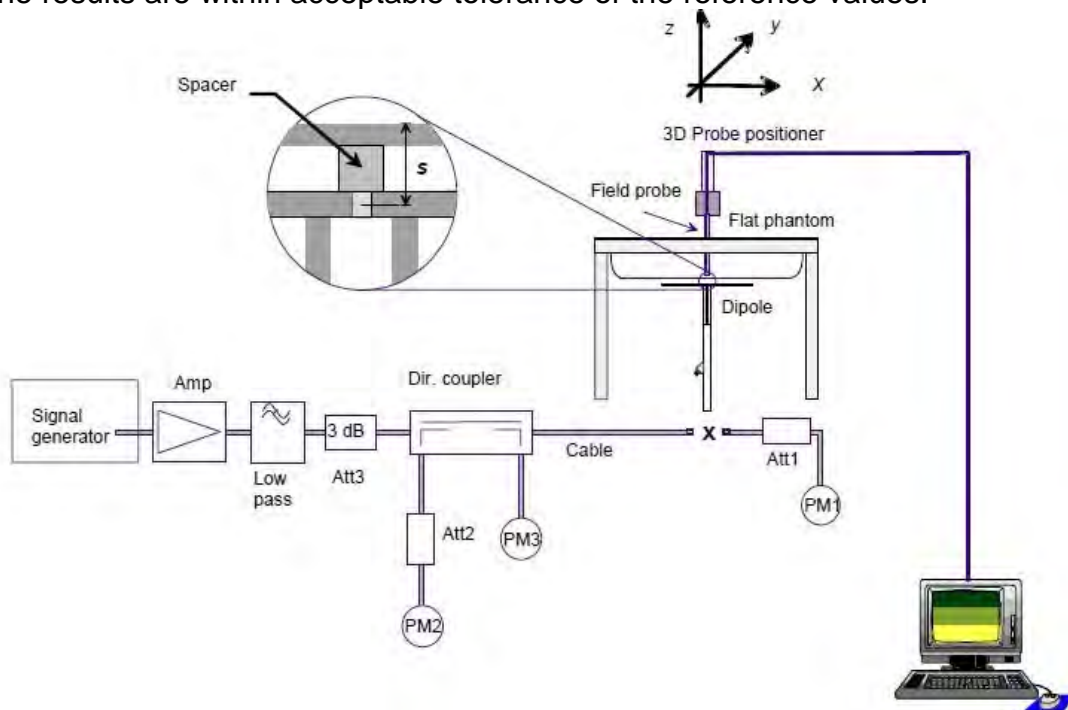 he results are within acceptable tolerance of the reference values.
z
y
x
Spacer
s
3D Probe positioner
Field probe
Flat phantom
Dipole
Signal
generator
Amp
Low
pass
3 dB
Att3
Dir. coupler
Att2
PM2
PM3
Cable
X
Att1
PM1